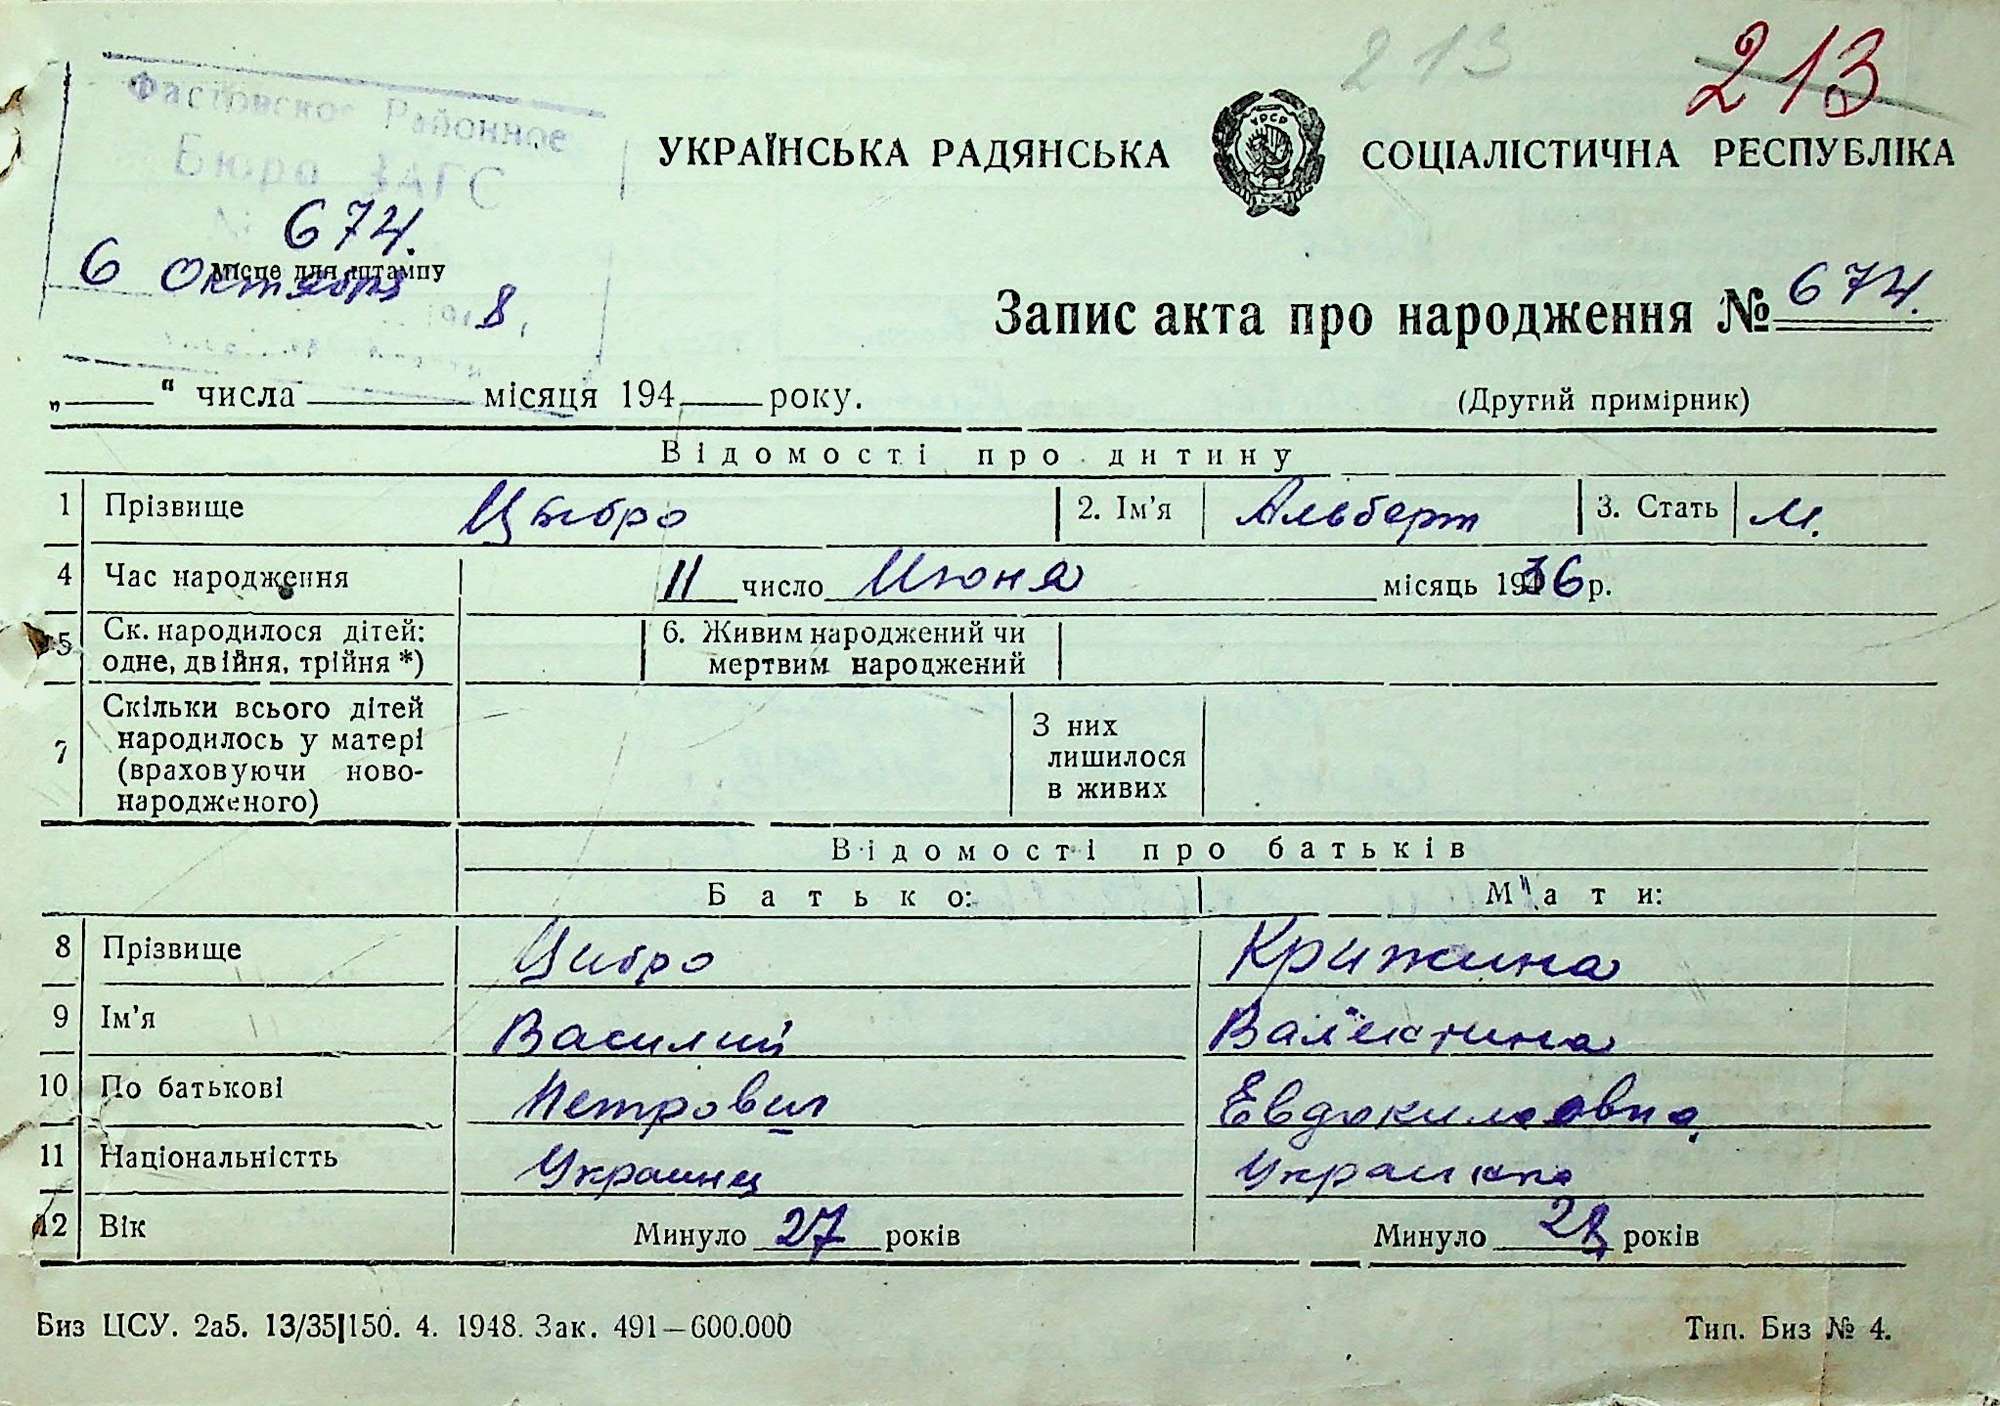 213 213
Фастовское Районное
Бюро ЗАГС
УКРАЇНСЬКА РАДЯНСЬКА СОЦІАЛІСТИЧНА РЕСПУБЛІКА
УРСР
674.
місце для штампу
6 Октября 8
Запис акта про народження № 674.
„ “ числа місяця 194 року.
(Другий примірник)
Відомості про дитину
1 Прізвище Цыбро 2. Ім'я Альберт 3. Стать М.
4 Час народження 11 число Июня місяць 1936 р.
5 Ск. народилося дітей: одне, двійня, трійня *) 6. Живим народжений чи мертвим народжений
7 Скільки всього дітей народилось у матері (враховуючи ново-народженого) З них лишилося в живих
Відомості про батьків
Батько: Мати:
8 Прізвище Цибро Крижина
9 Ім'я Василий Валентина
10 По батькові Петрович Евдокимовна
11 Національністть Украинец Украинка
12 Вік Минуло 27 років Минуло років
Биз ЦСУ. 2а5. 13/35|150. 4. 1948. Зак. 491—600.000
Тип. Биз № 4.